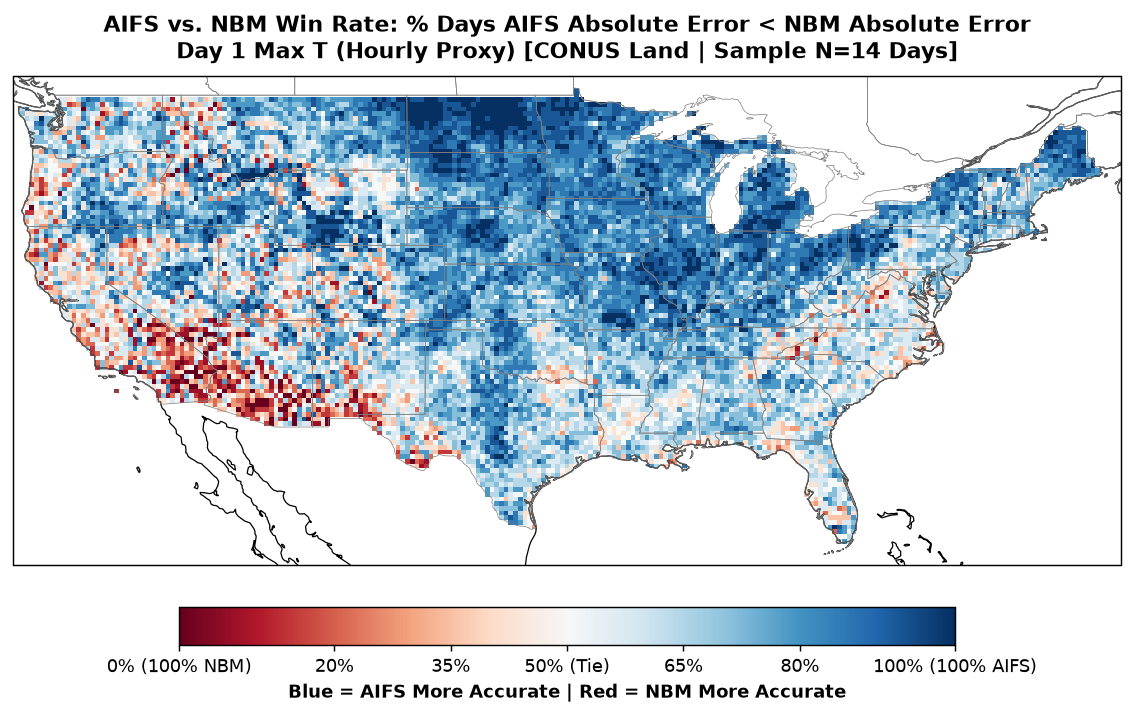 AIFS vs. NBM Win Rate: % Days AIFS Absolute Error < NBM Absolute Error
Day 1 Max T (Hourly Proxy) [CONUS Land | Sample N=14 Days]
0% (100% NBM) 20% 35% 50% (Tie) 65% 80% 100% (100% AIFS)
Blue = AIFS More Accurate | Red = NBM More Accurate